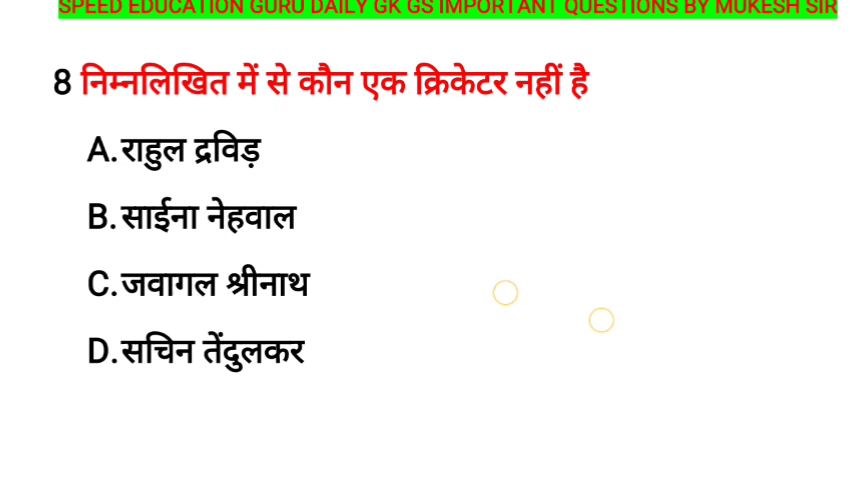 SPEED EDUCATION GURU DAILY GK GS IMPORTANT QUESTIONS BY MUKESH SIR
8 निम्नलिखित में से कौन एक क्रिकेटर नहीं है
A.राहुल द्रविड़
B.साईना नेहवाल
C.जवागल श्रीनाथ
D.सचिन तेंदुलकर